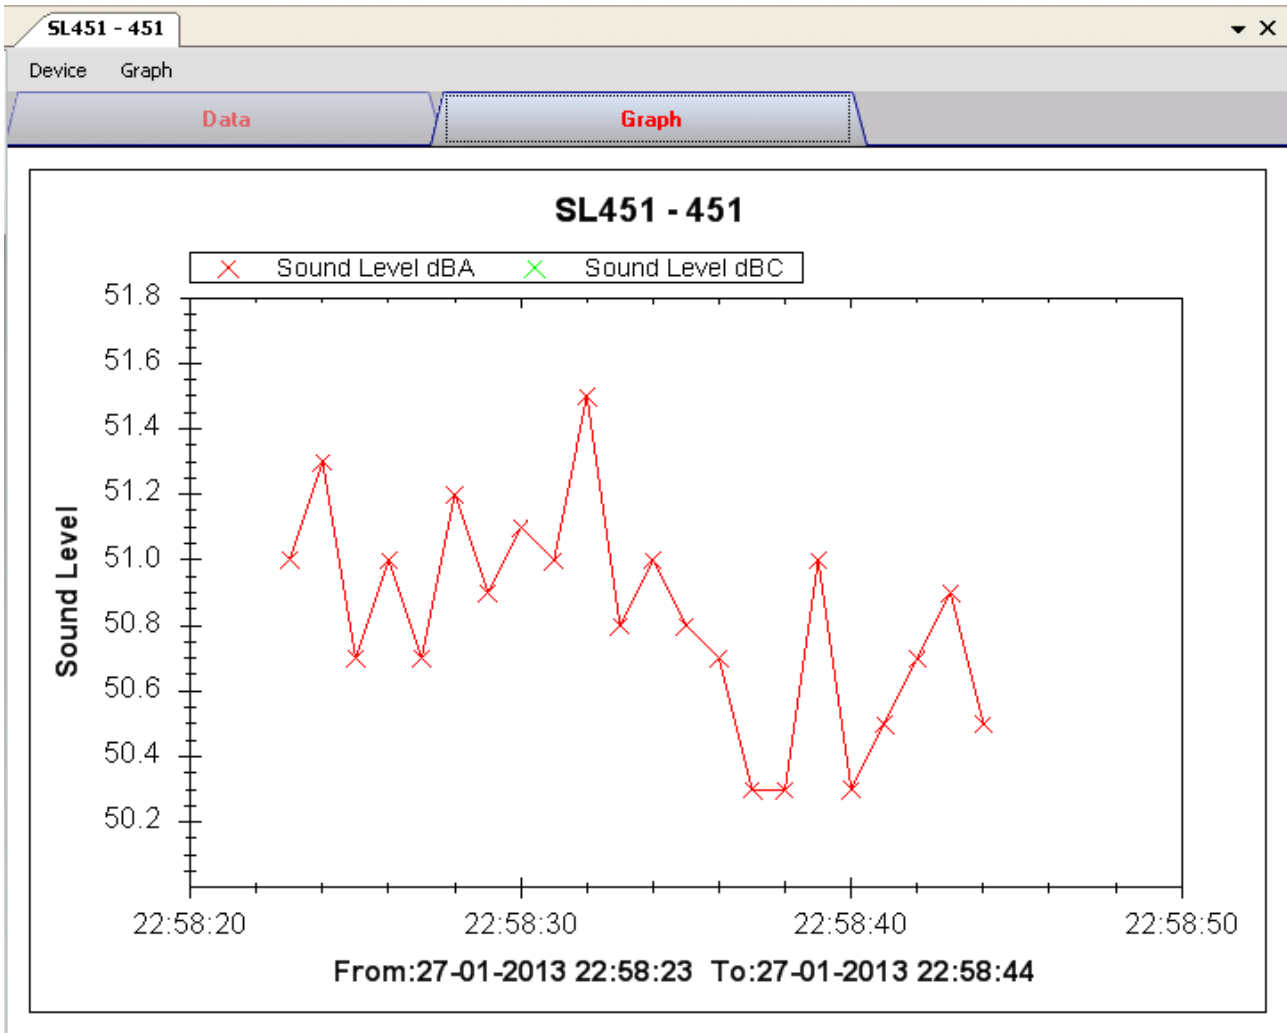 SL451 - 451
Device Graph
Data Graph
SL451 - 451
Sound Level dBA Sound Level dBC
51.8
51.6
51.4
51.2
51.0
50.8
50.6
50.4
50.2
Sound Level
22:58:20 22:58:30 22:58:40 22:58:50
From:27-01-2013 22:58:23 To:27-01-2013 22:58:44